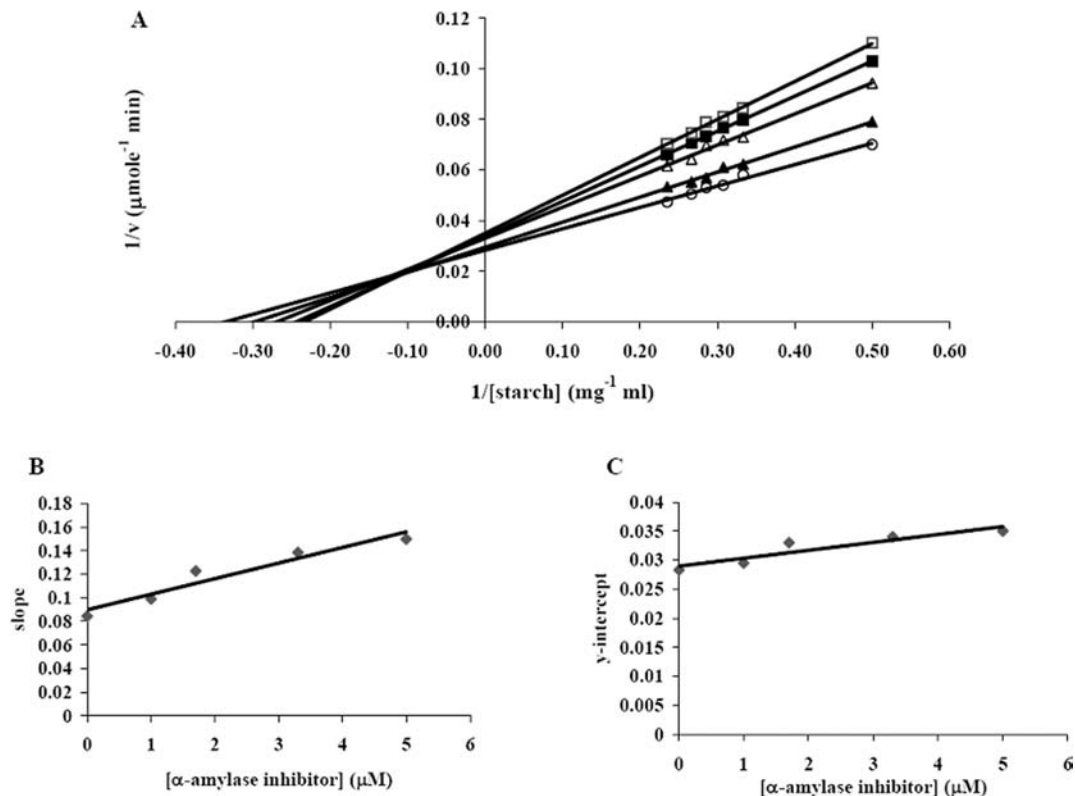 A
0.12
0.10
0.08
0.06
0.04
0.02
0.00
1/v (μmole⁻¹ min)
-0.40 -0.30 -0.20 -0.10 0.00 0.10 0.20 0.30 0.40 0.50 0.60
1/[starch] (mg⁻¹ ml)
B
0.18
0.16
0.14
0.12
0.1
0.08
0.06
0.04
0.02
0
slope
0 1 2 3 4 5 6
[α-amylase inhibitor] (μM)
C
0.04
0.035
0.03
0.025
0.02
0.015
0.01
0.005
0
y-intercept
0 1 2 3 4 5 6
[α-amylase inhibitor] (μM)